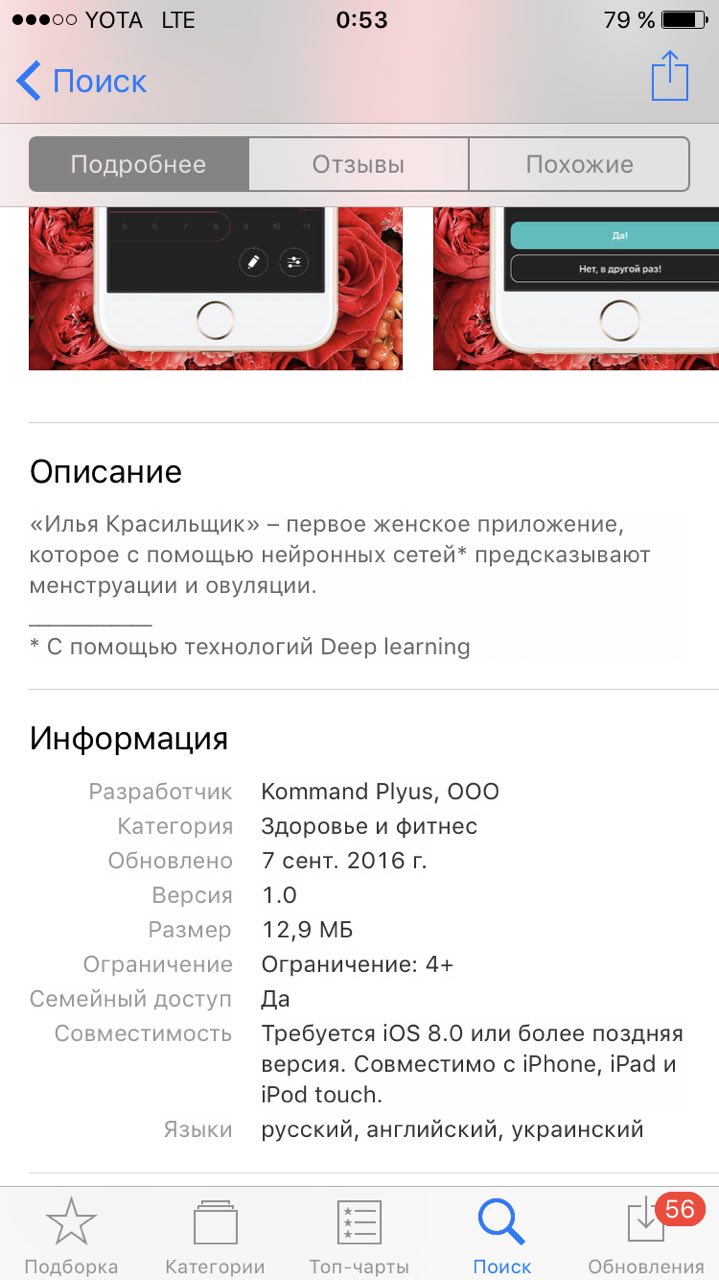 YOTA LTE 0:53 79 %
Поиск
Подробнее Отзывы Похожие
5 6 7 8 9 10 11
Да!
Нет, в другой раз!
Описание
«Илья Красильщик» – первое женское приложение,
которое с помощью нейронных сетей* предсказывают
менструации и овуляции.
____________
* С помощью технологий Deep learning
Информация
Разработчик Kommand Plyus, OOO
Категория Здоровье и фитнес
Обновлено 7 сент. 2016 г.
Версия 1.0
Размер 12,9 МБ
Ограничение Ограничение: 4+
Семейный доступ Да
Совместимость Требуется iOS 8.0 или более поздняя
версия. Совместимо с iPhone, iPad и
iPod touch.
Языки русский, английский, украинский
56
Подборка Категории Топ-чарты Поиск Обновления